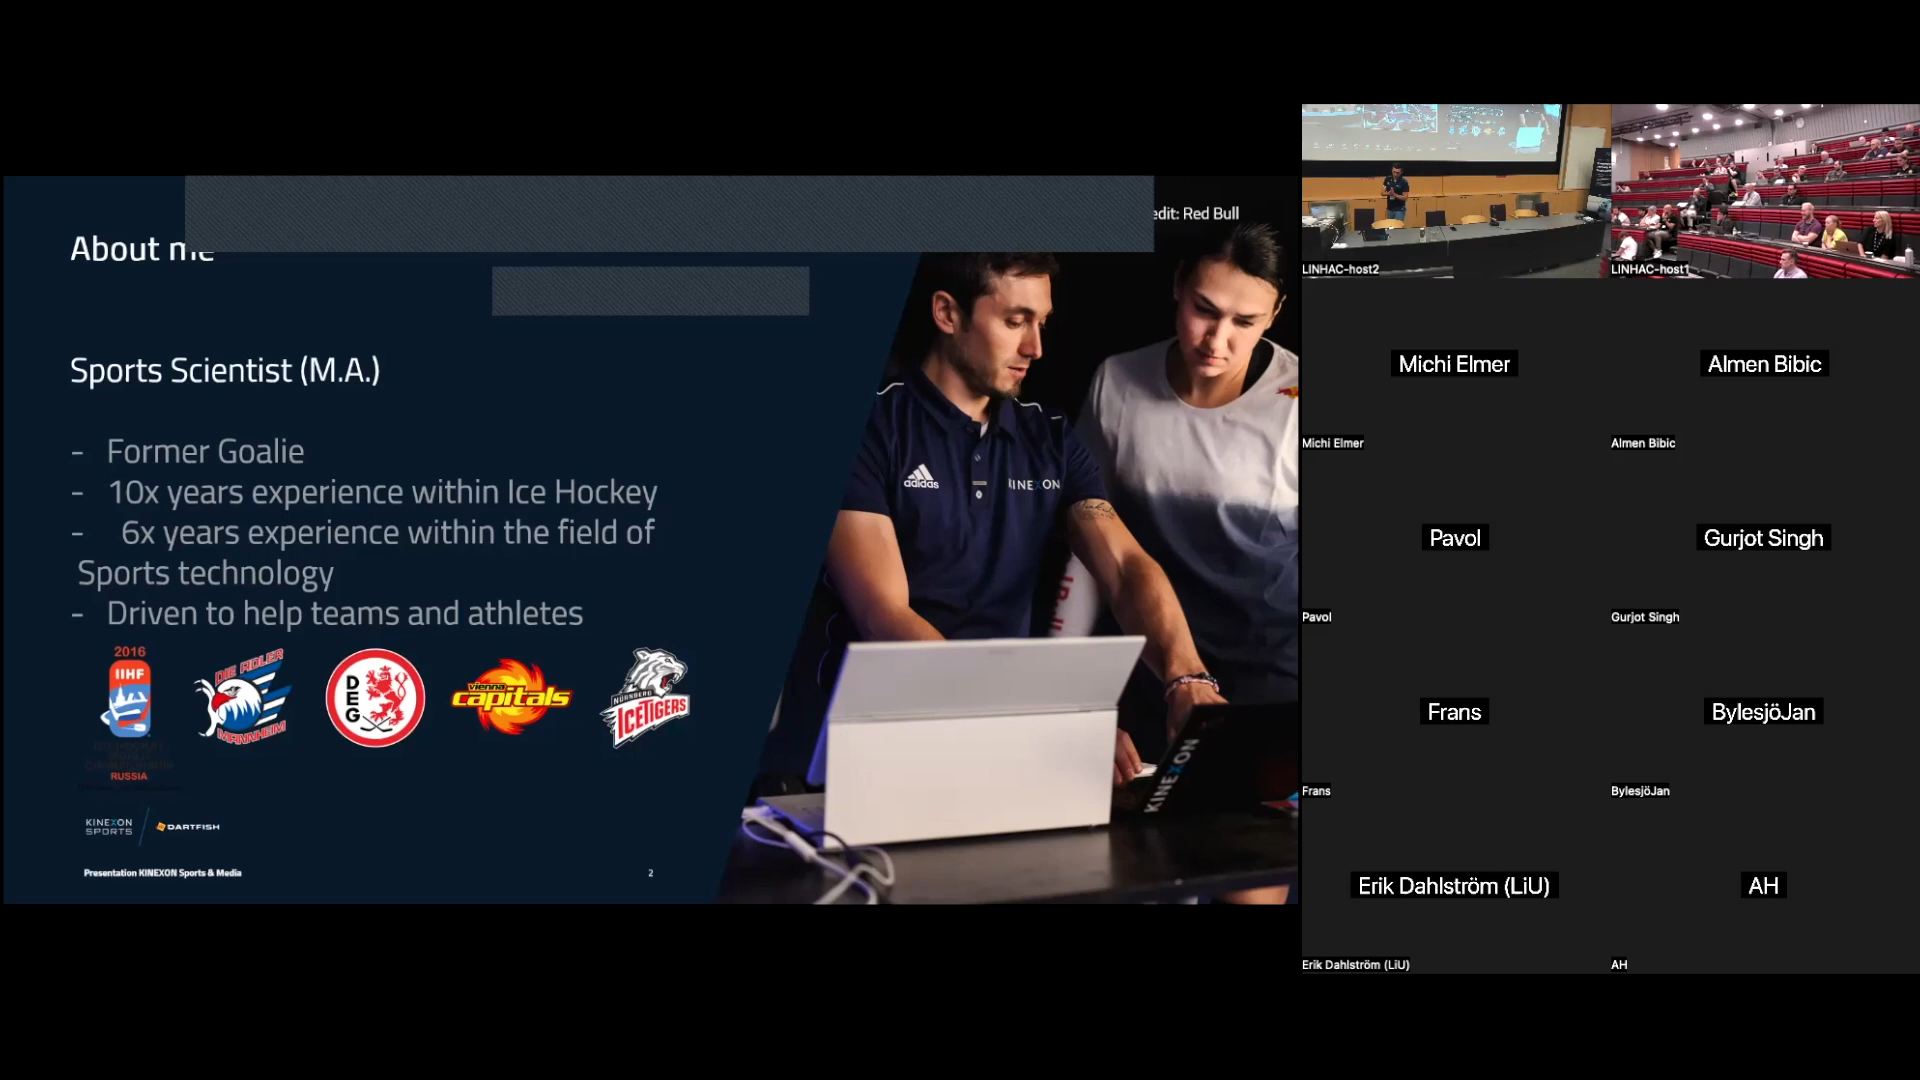 edit: Red Bull
About me
Sports Scientist (M.A.)
- Former Goalie
- 10x years experience within Ice Hockey
- 6x years experience within the field of
Sports technology
- Driven to help teams and athletes
2016
IIHF
RUSSIA
DIE ADLER
MANNHEIM
DEG
vienna
capitals
NÜRNBERG
ICETIGERS
KINEXON
SPORTS
DARTFISH
Presentation KINEXON Sports & Media
2
adidas
KINEXON
KINEXON
LINHAC-host2
LINHAC-host1
Michi Elmer
Almen Bibic
Michi Elmer
Almen Bibic
Pavol
Gurjot Singh
Pavol
Gurjot Singh
Frans
BylesjöJan
Frans
BylesjöJan
Erik Dahlström (LiU)
AH
Erik Dahlström (LiU)
AH